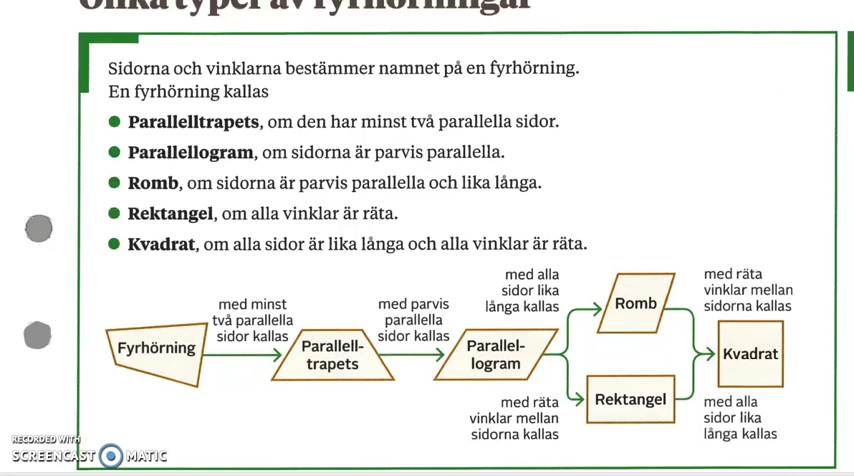 Olika typer av fyrhörningar
Sidorna och vinklarna bestämmer namnet på en fyrhörning.
En fyrhörning kallas
Parallelltrapets, om den har minst två parallella sidor.
Parallellogram, om sidorna är parvis parallella.
Romb, om sidorna är parvis parallella och lika långa.
Rektangel, om alla vinklar är räta.
Kvadrat, om alla sidor är lika långa och alla vinklar är räta.
Fyrhörning
med minst
två parallella
sidor kallas
Parallell-
trapets
med parvis
parallella
sidor kallas
Parallel-
logram
med alla
sidor lika
långa kallas
Romb
med räta
vinklar mellan
sidorna kallas
med räta
vinklar mellan
sidorna kallas
Rektangel
med alla
sidor lika
långa kallas
Kvadrat
RECORDED WITH
SCREENCAST MATIC